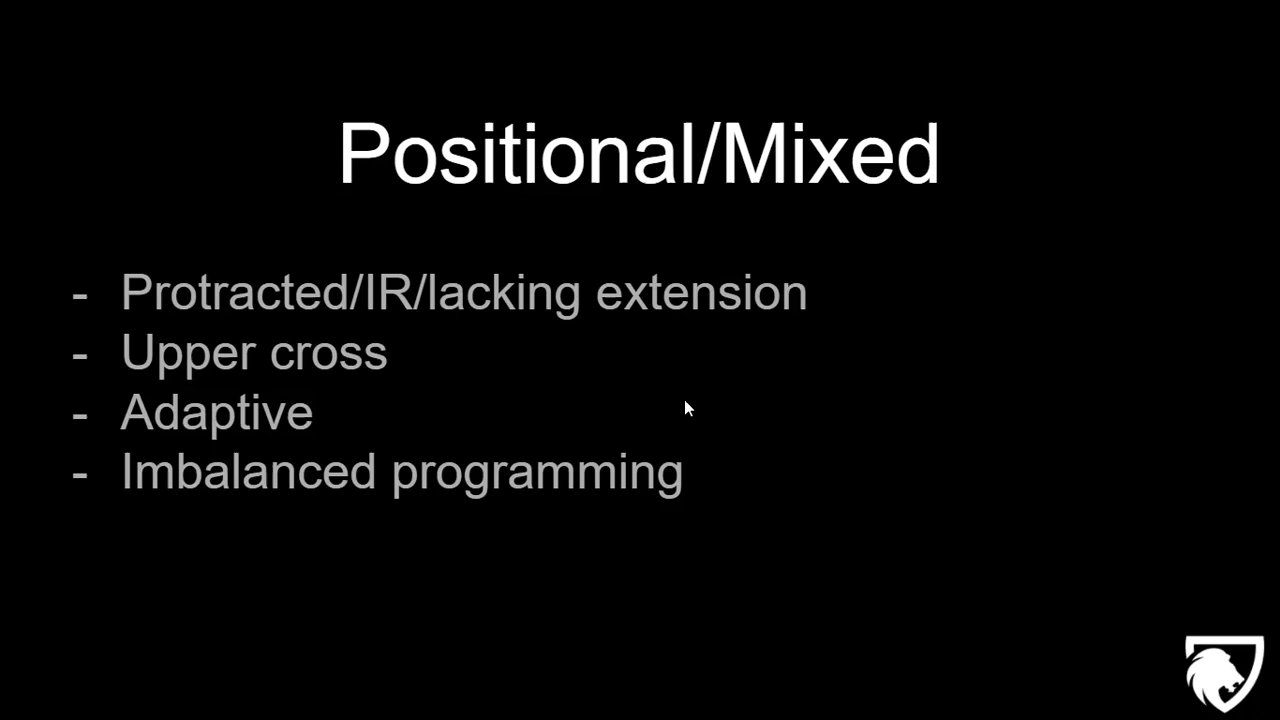 Positional/Mixed
- Protracted/IR/lacking extension
- Upper cross
- Adaptive
- Imbalanced programming